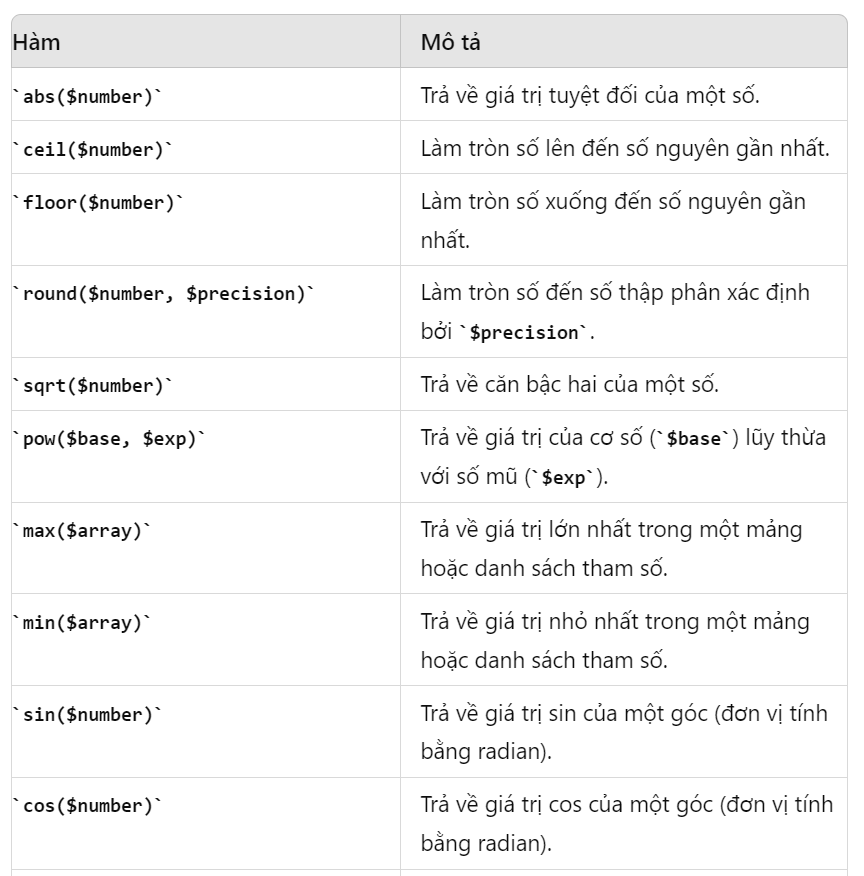 Hàm Mô tả
`abs($number)` Trả về giá trị tuyệt đối của một số.
`ceil($number)` Làm tròn số lên đến số nguyên gần nhất.
`floor($number)` Làm tròn số xuống đến số nguyên gần
nhất.
`round($number, $precision)` Làm tròn số đến số thập phân xác định
bởi `$precision`.
`sqrt($number)` Trả về căn bậc hai của một số.
`pow($base, $exp)` Trả về giá trị của cơ số (`$base`) lũy thừa
với số mũ (`$exp`).
`max($array)` Trả về giá trị lớn nhất trong một mảng
hoặc danh sách tham số.
`min($array)` Trả về giá trị nhỏ nhất trong một mảng
hoặc danh sách tham số.
`sin($number)` Trả về giá trị sin của một góc (đơn vị tính
bằng radian).
`cos($number)` Trả về giá trị cos của một góc (đơn vị tính
bằng radian).